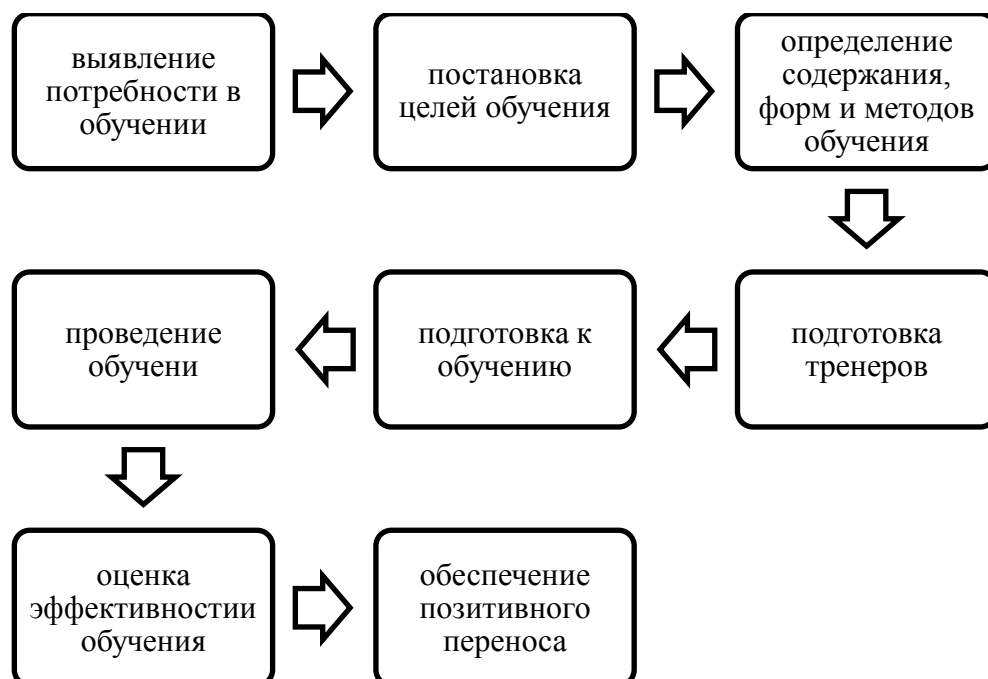 выявление
потребности в
обучении
постановка
целей обучения
определение
содержания,
форм и методов
обучения
подготовка
тренеров
подготовка к
обучению
проведение
обучени
оценка
эффективностии
обучения
обеспечение
позитивного
переноса